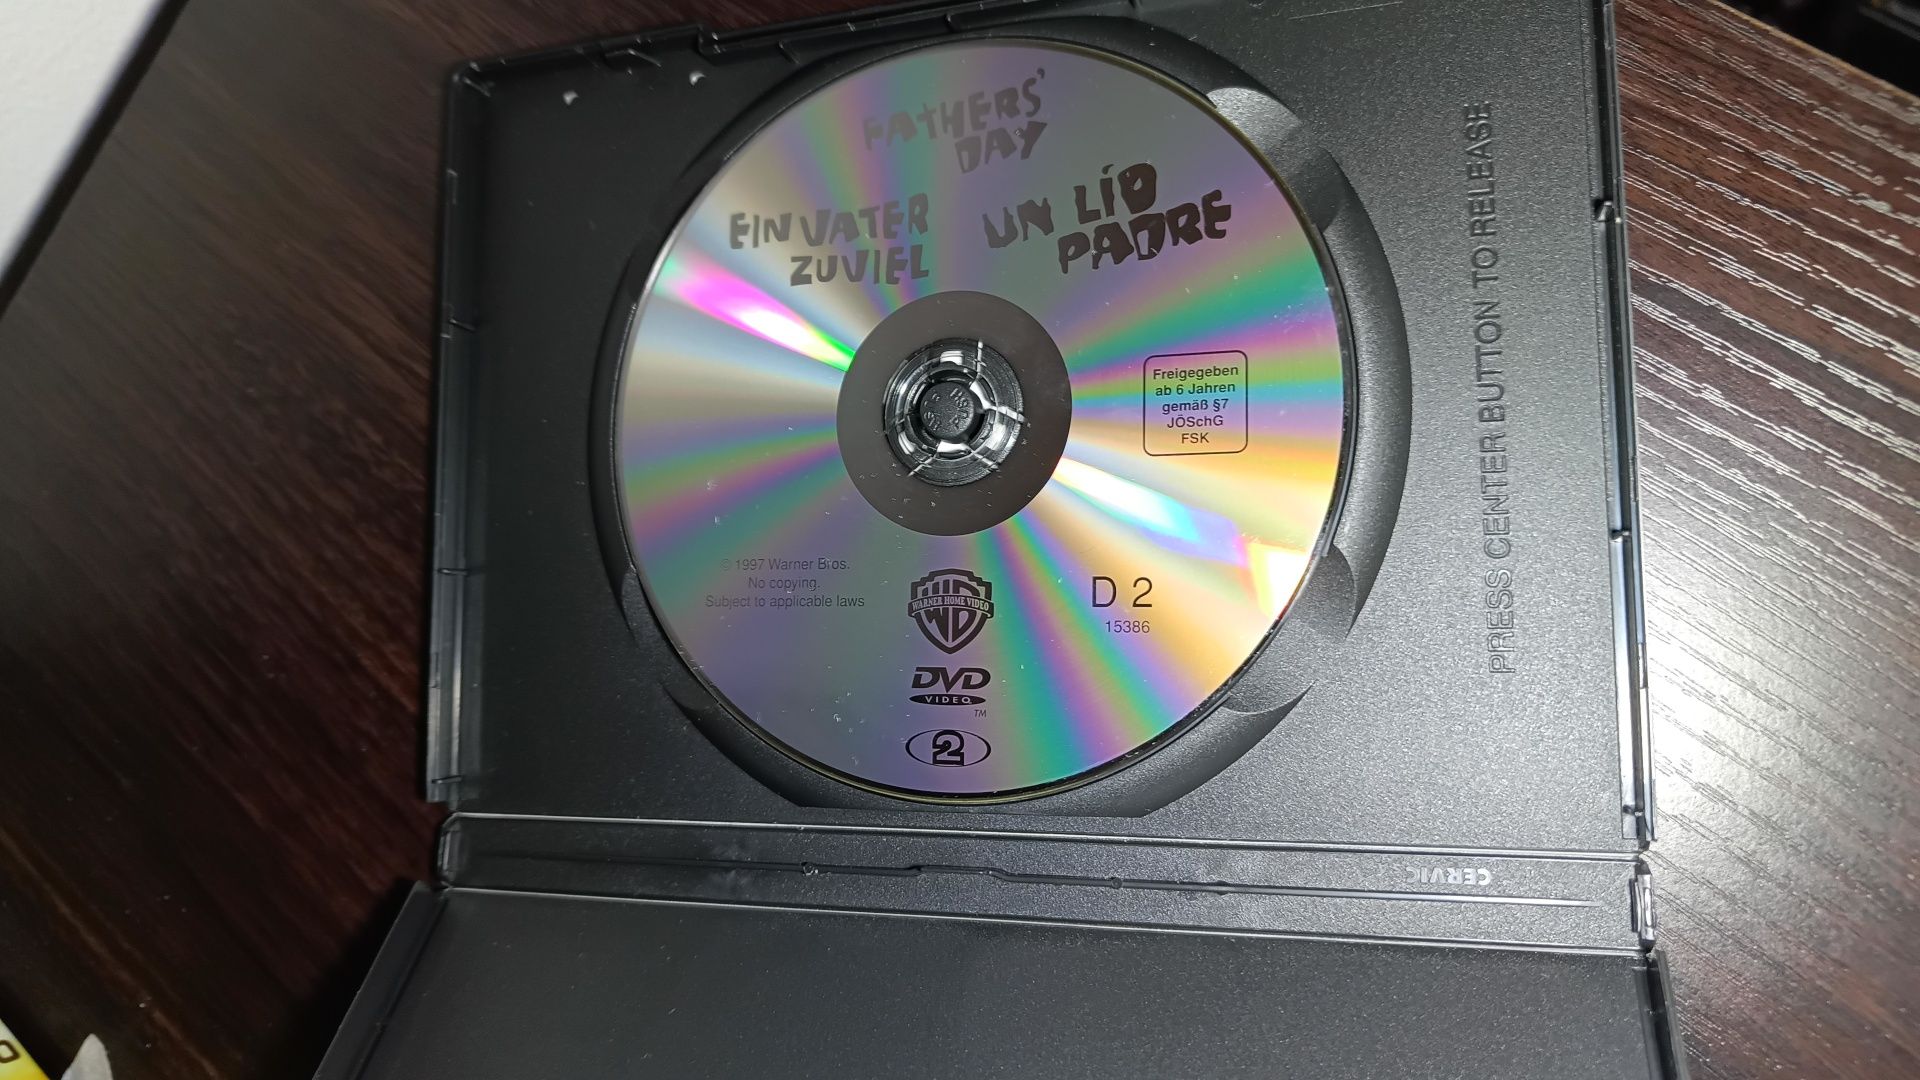 FATHERS'
DAY
EIN VATER
ZUVIEL
UN LÍO
PADRE
Freigegeben
ab 6 Jahren
gemäß §7
JÖSchG
FSK
© 1997 Warner Bros.
No copying.
Subject to applicable laws
WARNER HOME VIDEO
D 2
15386
DVD
VIDEO
TM
2
PRESS CENTER BUTTON TO RELEASE
CERVIC